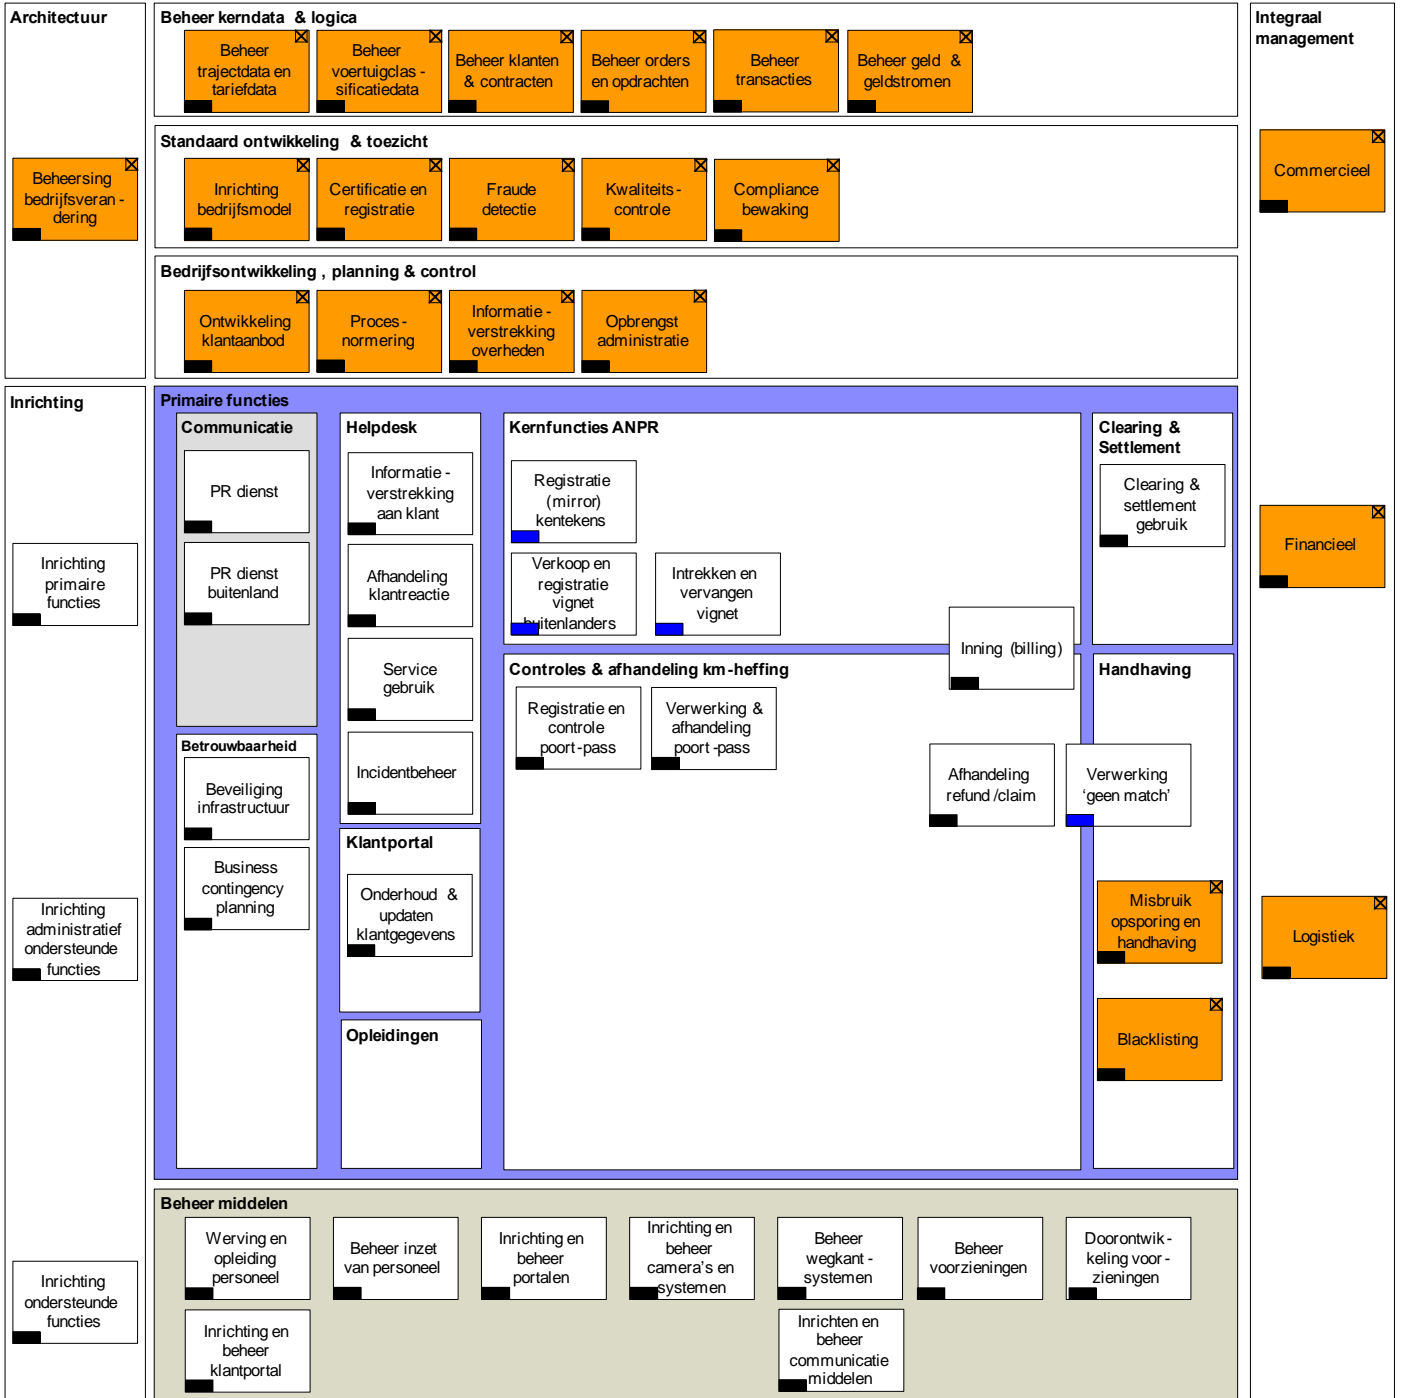 Architectuur
Beheersing
bedrijfsveran -
dering
Beheer kerndata & logica
Beheer
trajectdata en
tariefdata
Beheer
voertuigclas -
sificatiedata
Beheer klanten
& contracten
Beheer orders
en opdrachten
Beheer
transacties
Beheer geld &
geldstromen
Standaard ontwikkeling & toezicht
Inrichting
bedrijfsmodel
Certificatie en
registratie
Fraude
detectie
Kwaliteits -
controle
Compliance
bewaking
Bedrijfsontwikkeling , planning & control
Ontwikkeling
klantaanbod
Proces -
normering
Informatie -
verstrekking
overheden
Opbrengst
administratie
Integraal
management
Commercieel
Financieel
Logistiek
Inrichting
Inrichting
primaire
functies
Inrichting
administratief
ondersteunde
functies
Inrichting
ondersteunde
functies
Primaire functies
Communicatie
PR dienst
PR dienst
buitenland
Betrouwbaarheid
Beveiliging
infrastructuur
Business
contingency
planning
Helpdesk
Informatie -
verstrekking
aan klant
Afhandeling
klantreactie
Service
gebruik
Incidentbeheer
Klantportal
Onderhoud &
updaten
klantgegevens
Opleidingen
Kernfuncties ANPR
Registratie
(mirror)
kentekens
Verkoop en
registratie
vignet
buitenlanders
Intrekken en
vervangen
vignet
Inning (billing)
Controles & afhandeling km -heffing
Registratie en
controle
poort -pass
Verwerking &
afhandeling
poort -pass
Afhandeling
refund /claim
Clearing &
Settlement
Clearing &
settlement
gebruik
Handhaving
Verwerking
‘geen match’
Misbruik
opsporing en
handhaving
Blacklisting
Beheer middelen
Werving en
opleiding
personeel
Beheer inzet
van personeel
Inrichting en
beheer
portalen
Inrichting en
beheer
camera’s en
systemen
Beheer
wegkant -
systemen
Beheer
voorzieningen
Doorontwik -
keling voor -
zieningen
Inrichting en
beheer
klantportal
Inrichten en
beheer
communicatie
middelen